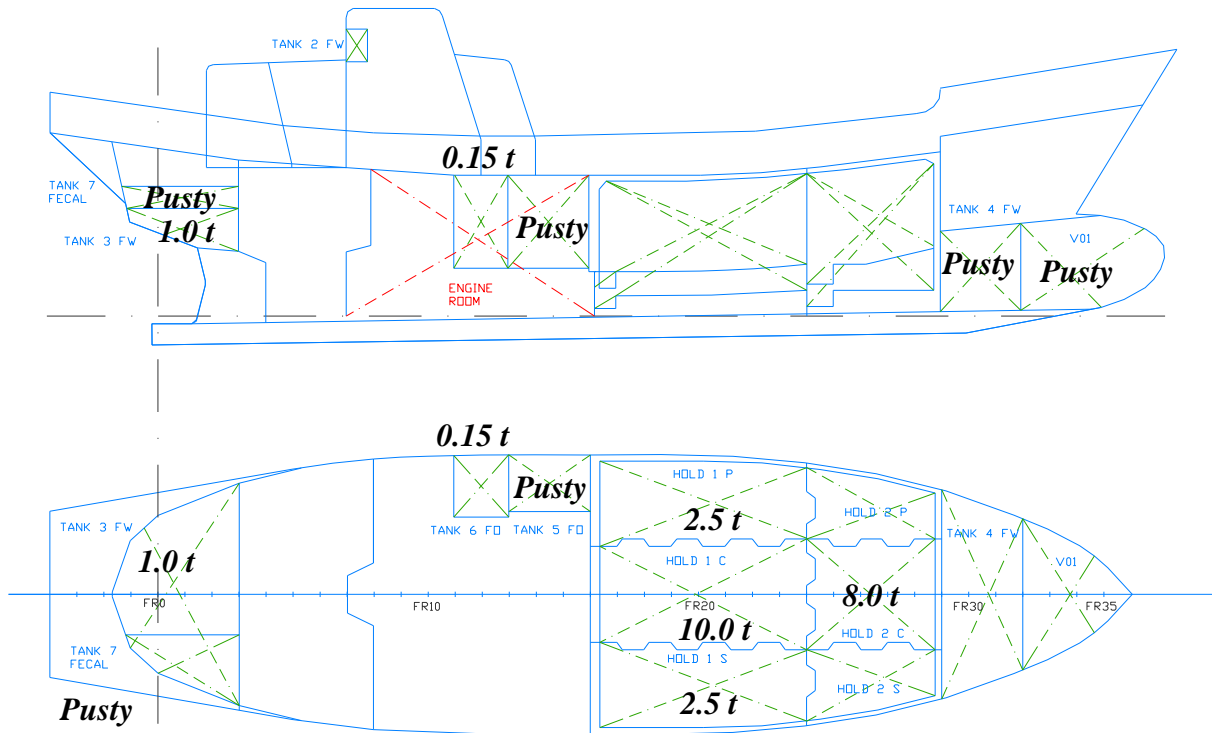 TANK 2 FW
0.15 t
TANK 7
FECAL
Pusty
TANK 3 FW
1.0 t
Pusty
TANK 4 FW
V01
Pusty
Pusty
ENGINE
ROOM
0.15 t
HOLD 1 P
Pusty
TANK 3 FW
TANK 6 FO
TANK 5 FO
2.5 t
HOLD 2 P
TANK 4 FW
1.0 t
HOLD 1 C
V01
FR0
FR10
FR20
8.0 t
FR30
FR35
10.0 t
HOLD 2 C
TANK 7
FECAL
HOLD 1 S
HOLD 2 S
Pusty
2.5 t